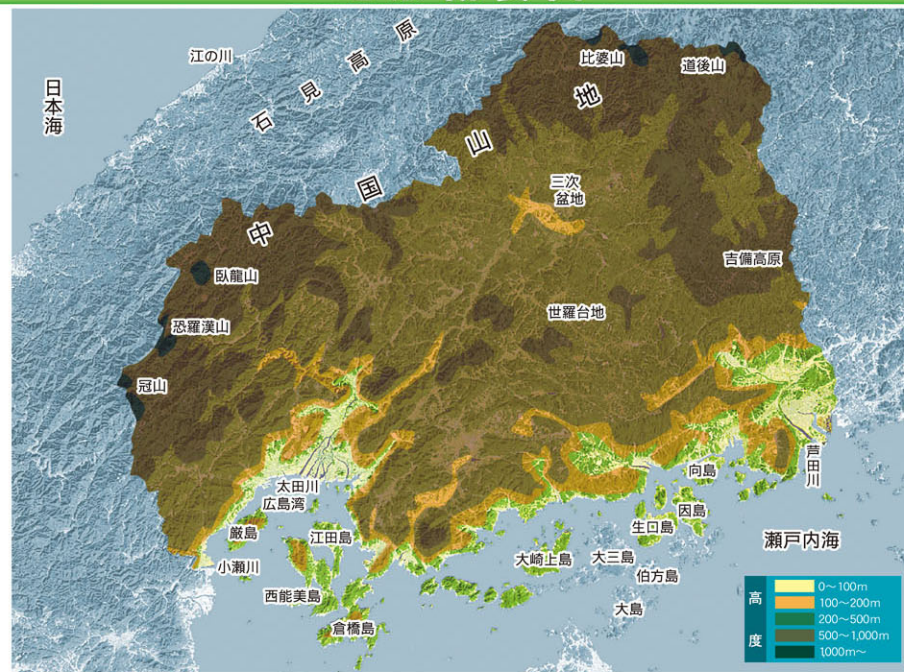 江の川
石見高原
日本海
比婆山
道後山
中国山地
三次
盆地
吉備高原
臥龍山
世羅台地
恐羅漢山
冠山
太田川
広島湾
芦田川
向島
因島
生口島
厳島
江田島
瀬戸内海
大崎上島
大三島
小瀬川
伯方島
西能美島
大島
倉橋島
高度
0～100m
100～200m
200～500m
500～1,000m
1,000m～